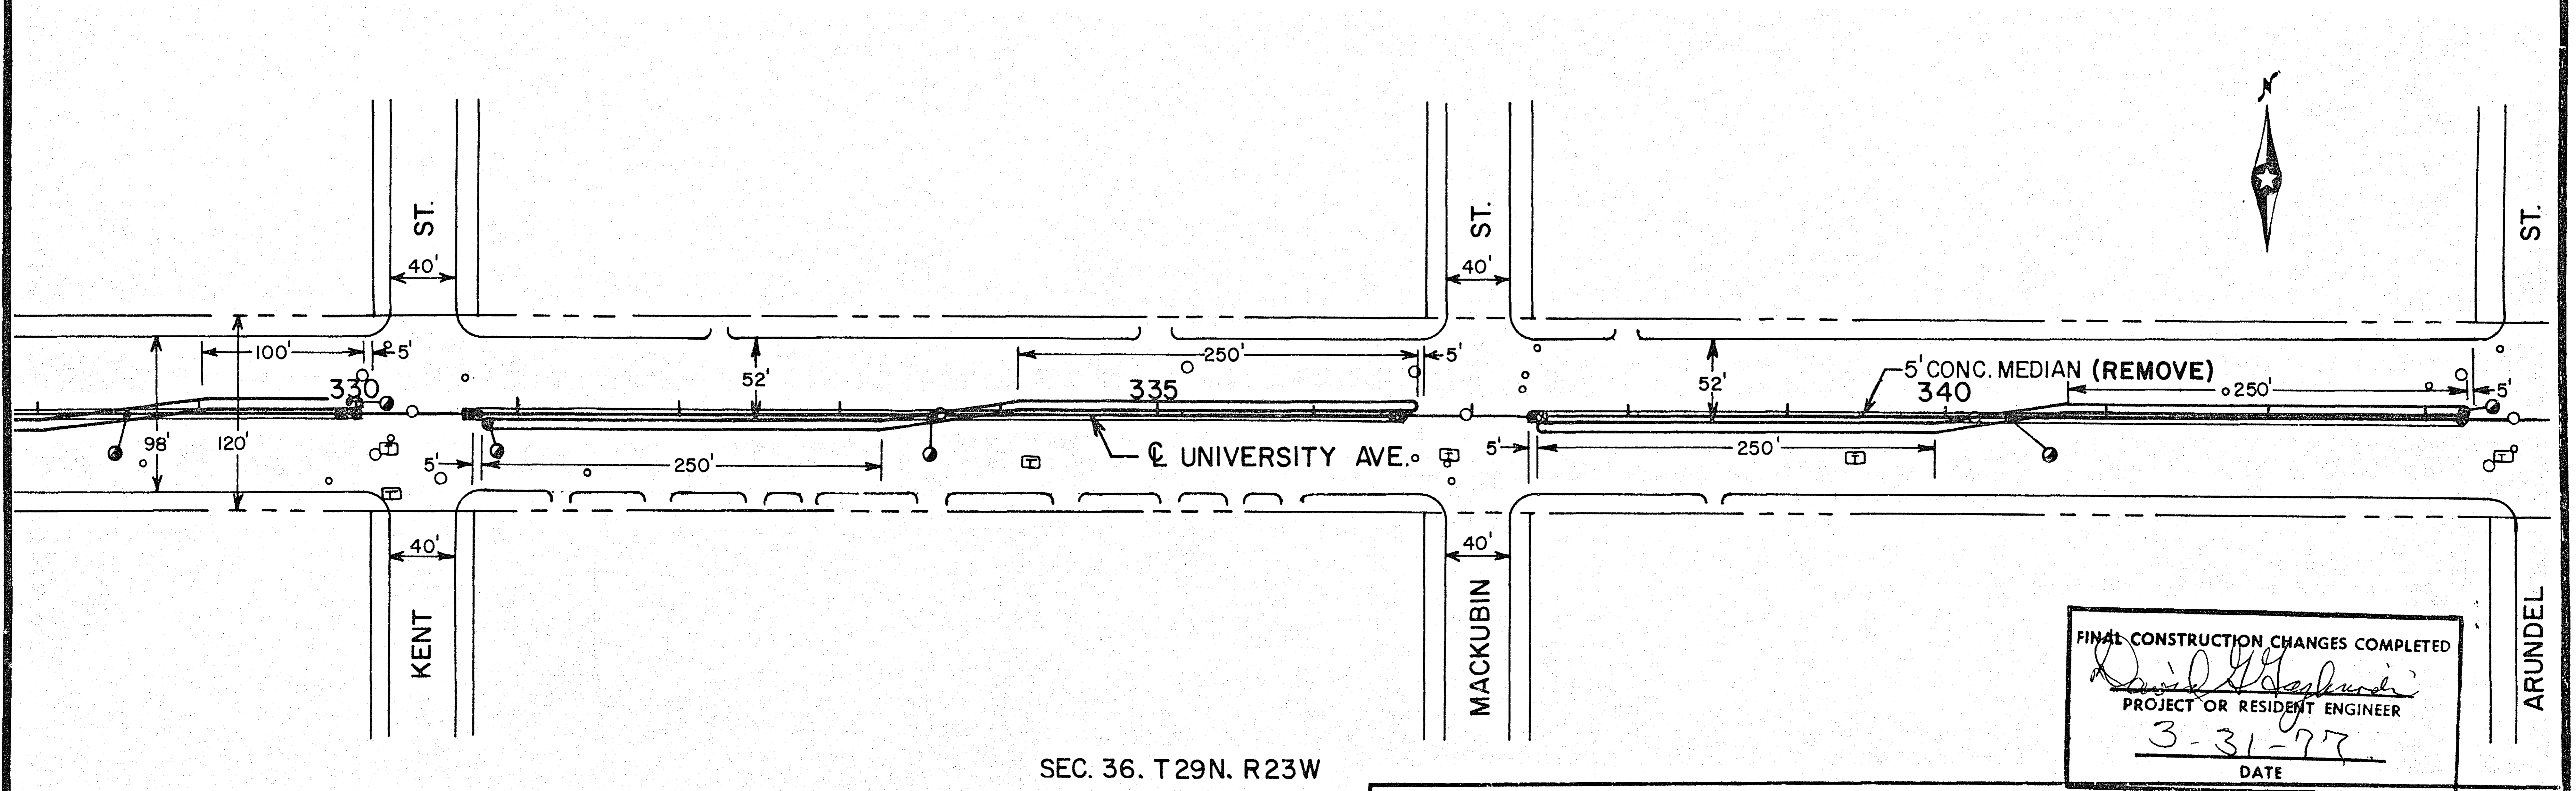 N
ST.
ST.
ST.
40'
40'
100'
5'
250'
5'
5' CONC. MEDIAN (REMOVE)
250'
5'
330
52'
335
52'
340
98'
120'
5'
250'
℄ UNIVERSITY AVE.
T
T
T
T
T
T
5'
250'
40'
40'
KENT
MACKUBIN
ARUNDEL
FINAL CONSTRUCTION CHANGES COMPLETED
David G
PROJECT OR RESIDENT ENGINEER
3-31-77
DATE
SEC. 36. T29N. R23W